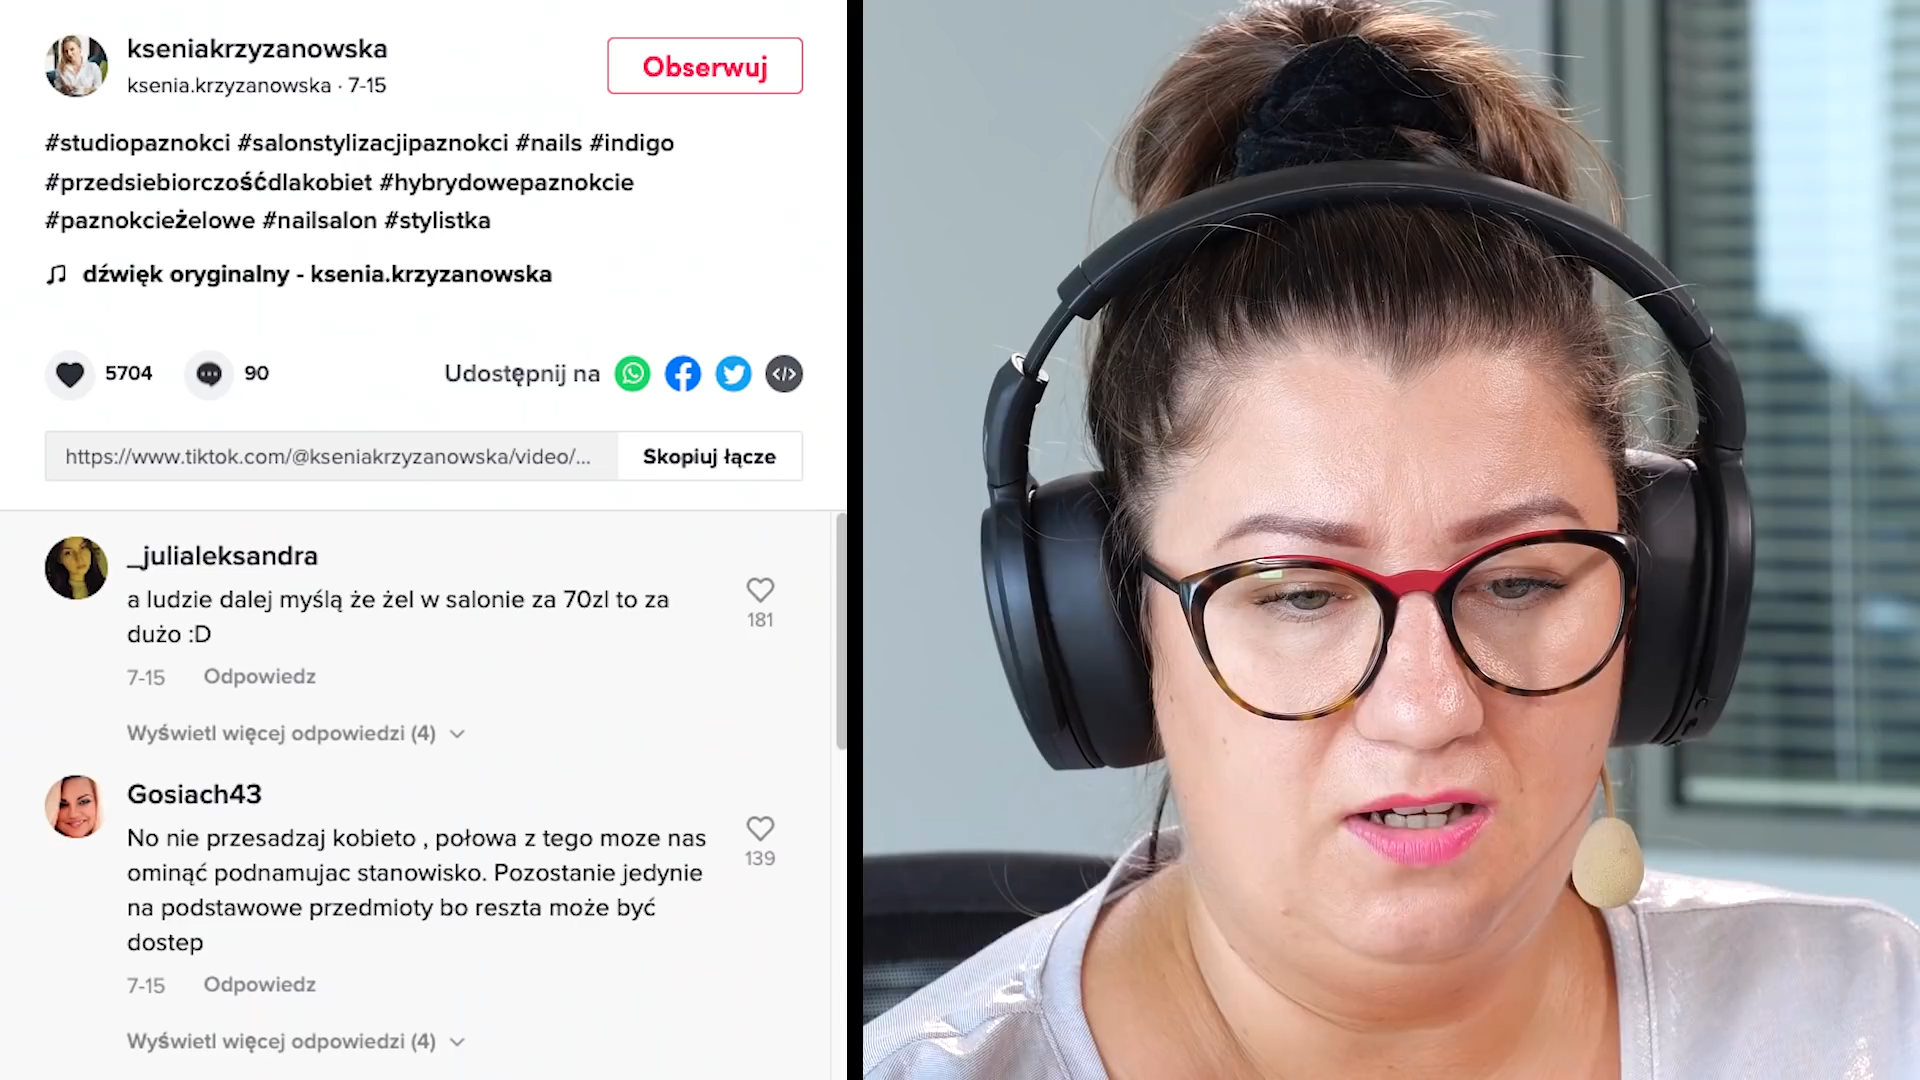 kseniakrzyzanowska
ksenia.krzyzanowska · 7-15
Obserwuj
#studiopaznokci #salonstylizacjipaznokci #nails #indigo
#przedsiebiorczośćdlakobiet #hybrydowepaznokcie
#paznokcieżelowe #nailsalon #stylistka
dźwięk oryginalny - ksenia.krzyzanowska
5704
90
Udostępnij na
https://www.tiktok.com/@kseniakrzyzanowska/video/...
Skopiuj łącze
_julialeksandra
a ludzie dalej myślą że żel w salonie za 70zl to za
dużo :D
181
7-15 Odpowiedz
Wyświetl więcej odpowiedzi (4)
Gosiach43
No nie przesadzaj kobieto , połowa z tego moze nas
ominąć podnamujac stanowisko. Pozostanie jedynie
na podstawowe przedmioty bo reszta może być
dostep
139
7-15 Odpowiedz
Wyświetl więcej odpowiedzi (4)